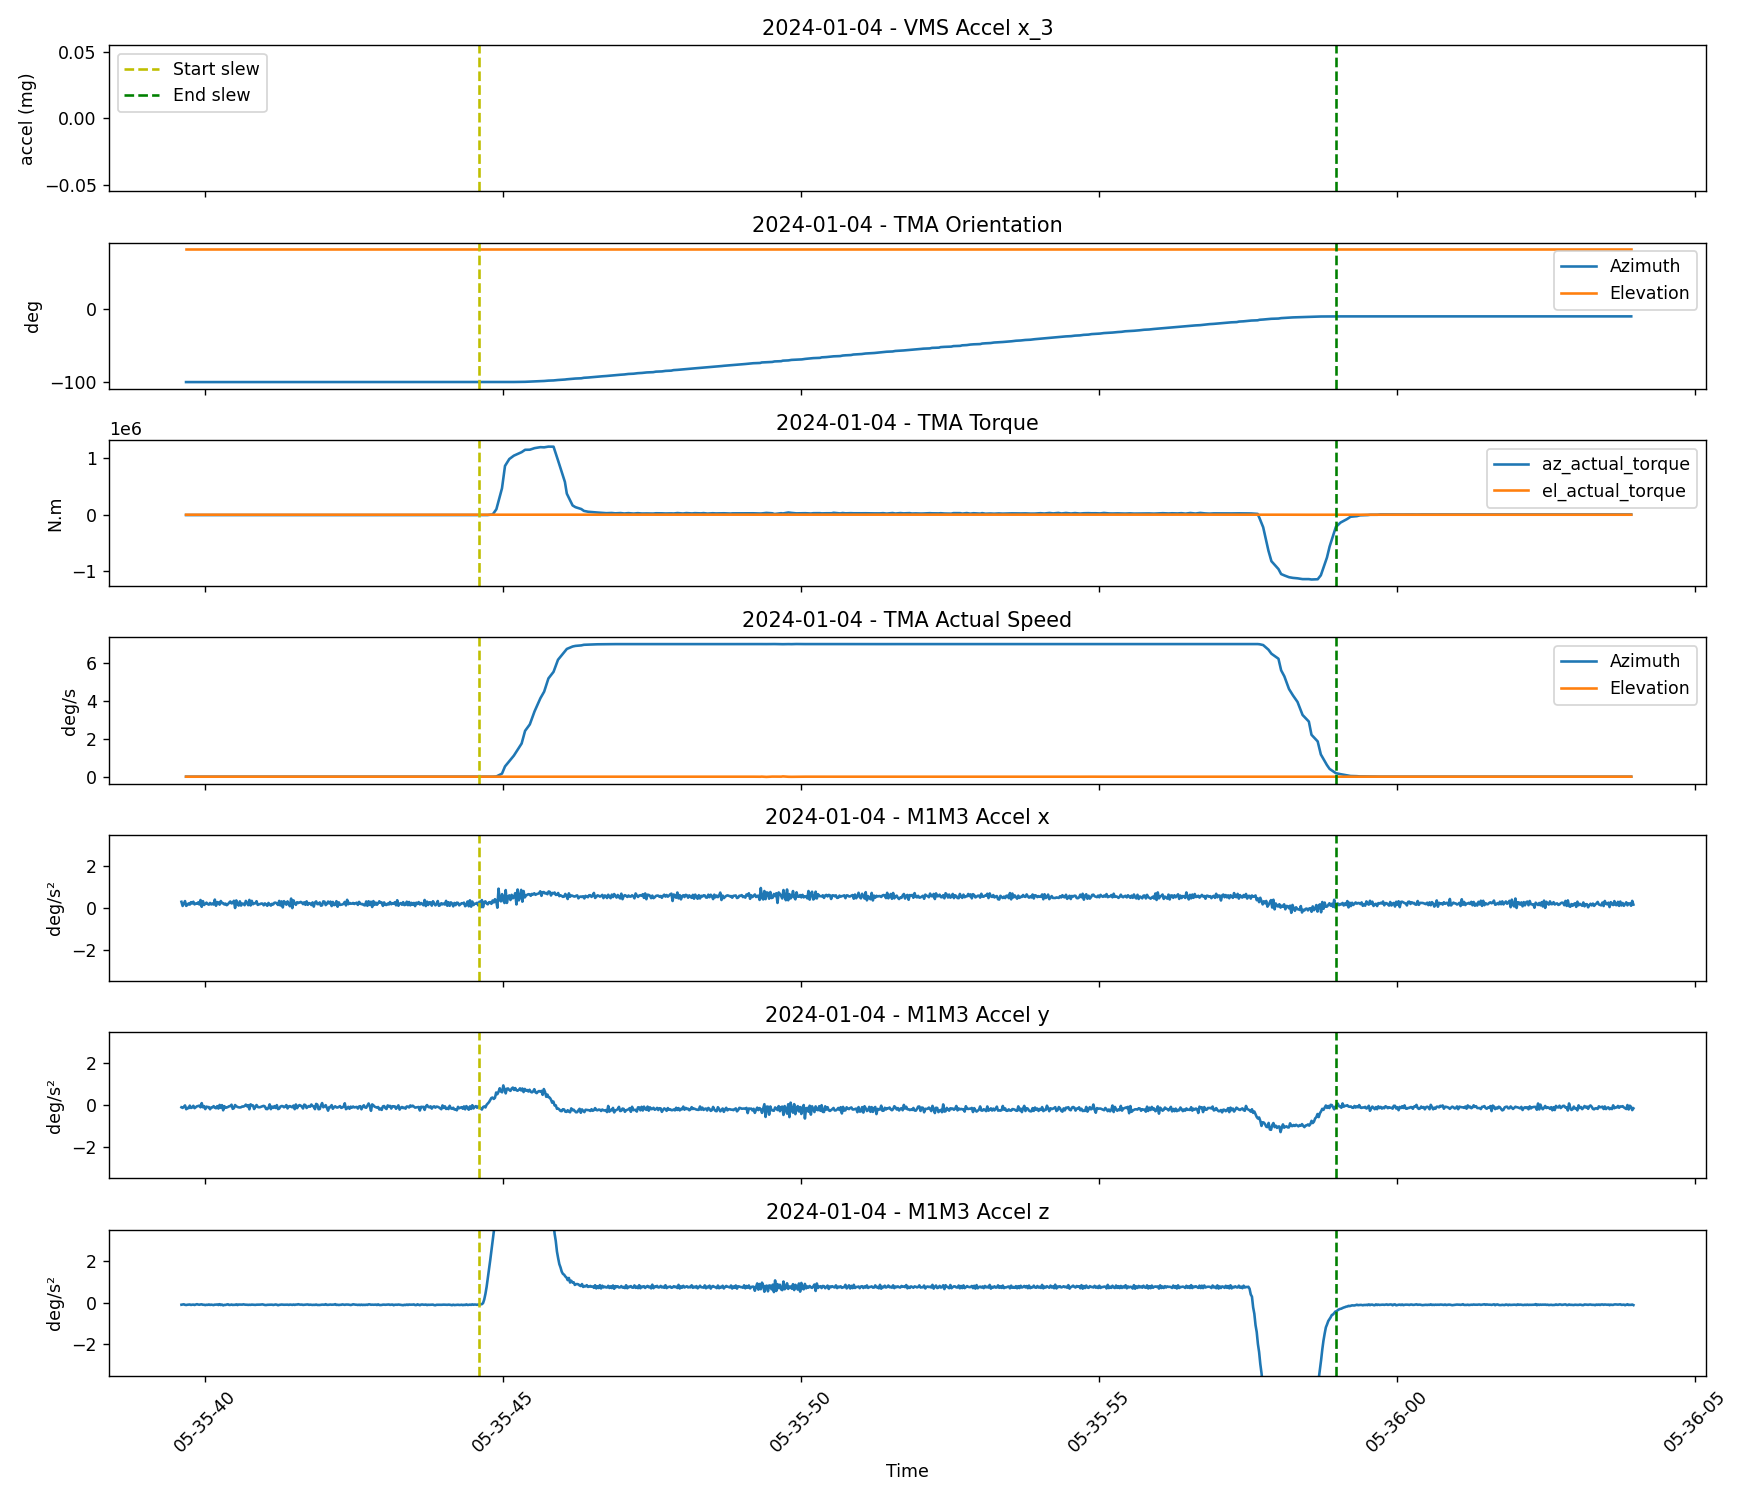 2024-01-04 - VMS Accel x_3
accel (mg)
0.05
0.00
−0.05
Start slew
End slew
2024-01-04 - TMA Orientation
deg
0
−100
Azimuth
Elevation
2024-01-04 - TMA Torque
1e6
N.m
1
0
−1
az_actual_torque
el_actual_torque
2024-01-04 - TMA Actual Speed
deg/s
6
4
2
0
Azimuth
Elevation
2024-01-04 - M1M3 Accel x
deg/s²
2
0
−2
2024-01-04 - M1M3 Accel y
deg/s²
2
0
−2
2024-01-04 - M1M3 Accel z
deg/s²
2
0
−2
05-35-40
05-35-45
05-35-50
05-35-55
05-36-00
05-36-05
Time